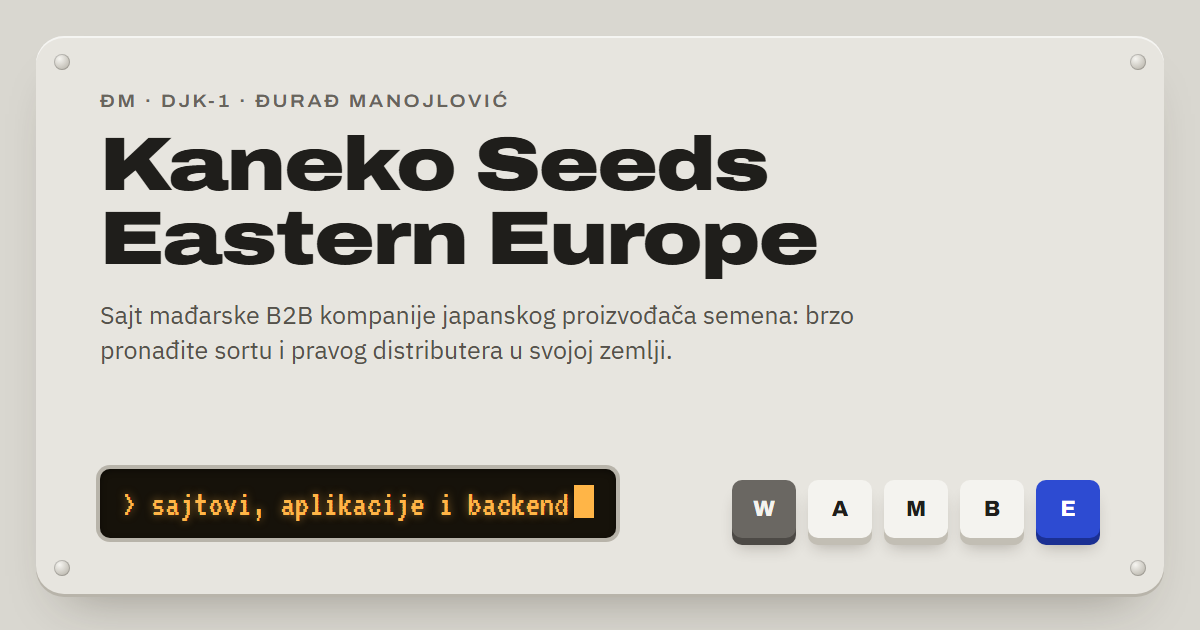 ĐM · DJK-1 · ĐURAĐ MANOJLOVIĆ
Kaneko Seeds
Eastern Europe
Sajt mađarske B2B kompanije japanskog proizvođača semena: brzo
pronađite sortu i pravog distributera u svojoj zemlji.
> sajtovi, aplikacije i backend
W A M B E